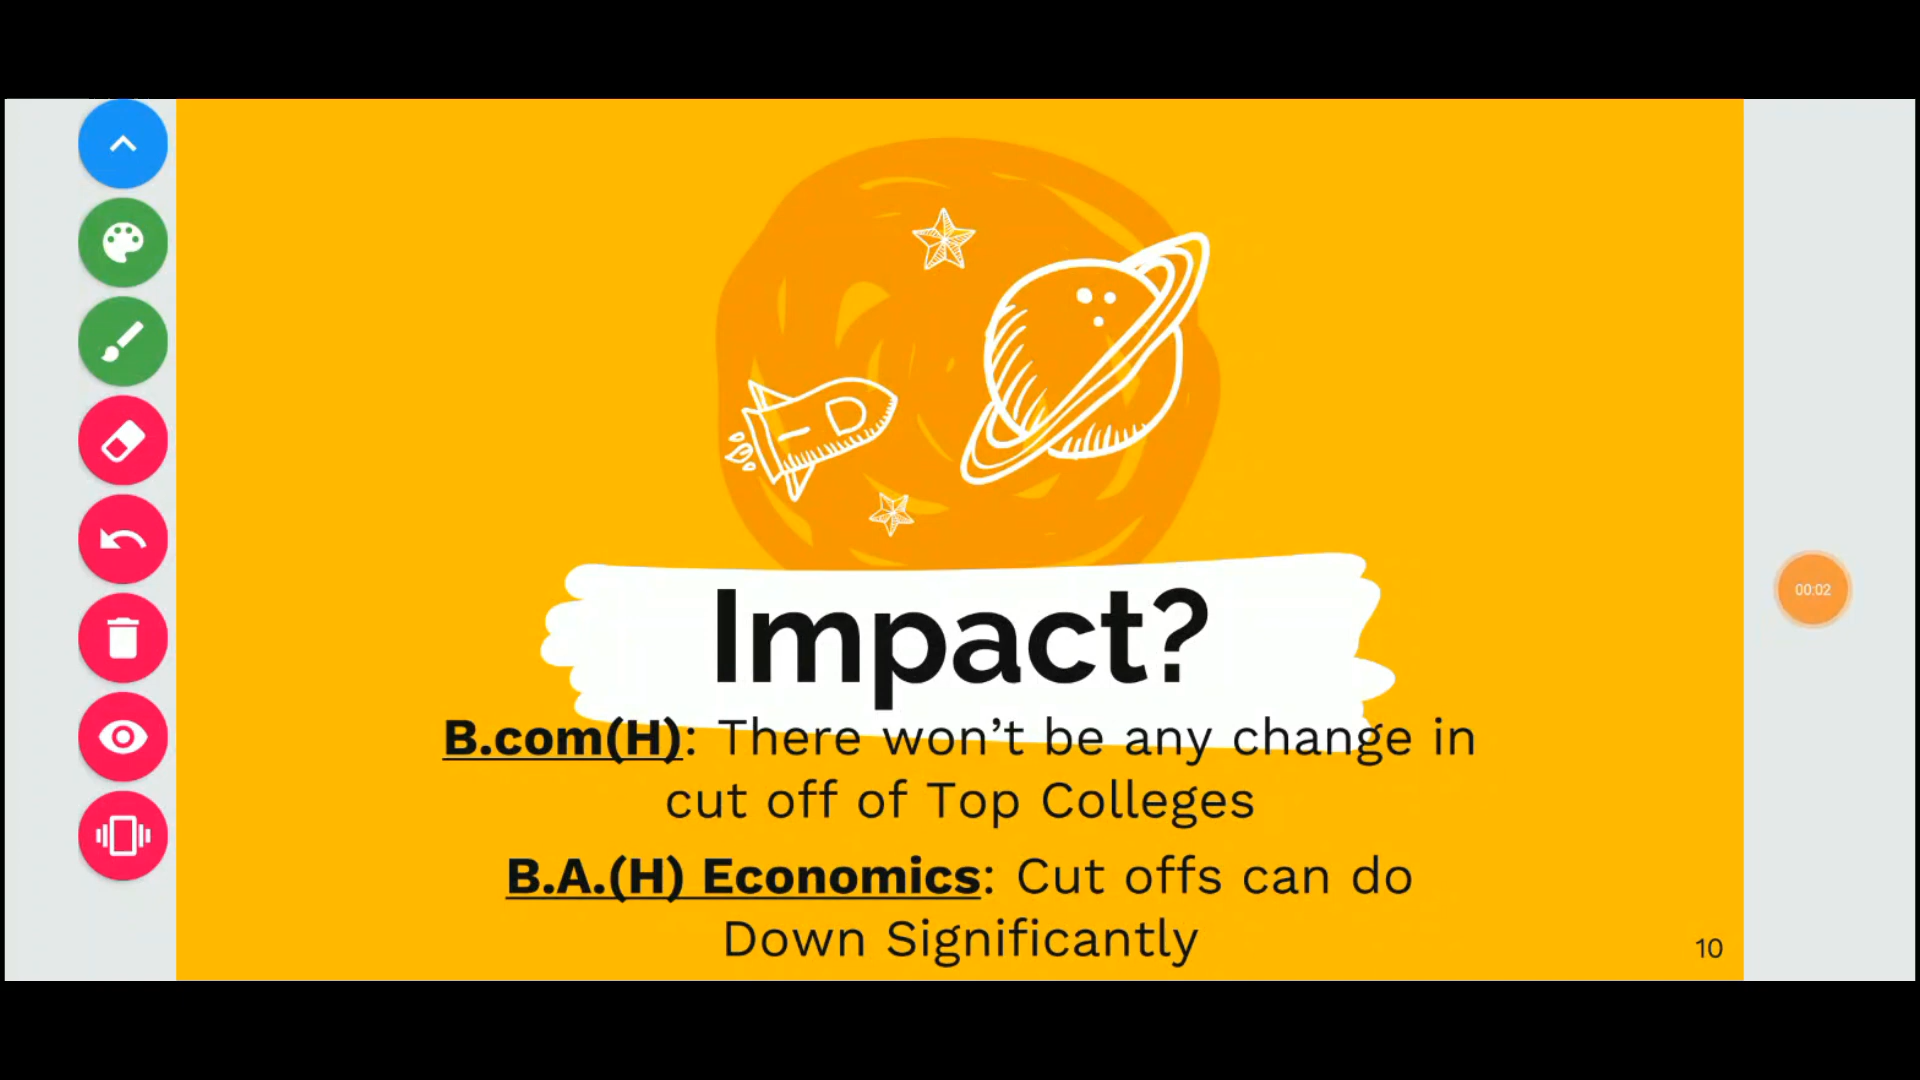 Impact?
B.com(H): There won’t be any change in
cut off of Top Colleges
B.A.(H) Economics: Cut offs can do
Down Significantly
10
00:02